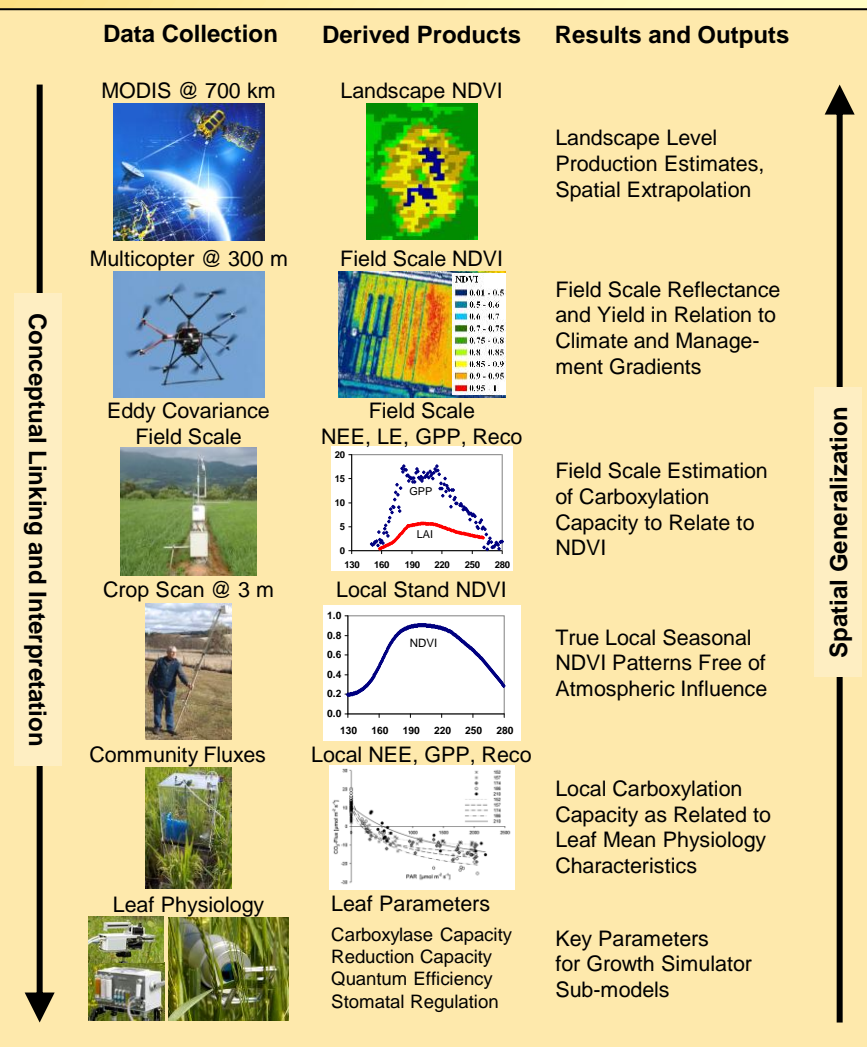 Data Collection
Derived Products
Results and Outputs
MODIS @ 700 km
Landscape NDVI
Landscape Level
Production Estimates,
Spatial Extrapolation
Multicopter @ 300 m
Field Scale NDVI
NDVI
0.01 - 0.5
0.5 - 0.6
0.6 - 0.7
0.7 - 0.75
0.75 - 0.8
0.8 - 0.85
0.85 - 0.9
0.9 - 0.95
0.95 - 1
Field Scale Reflectance
and Yield in Relation to
Climate and Manage-
ment Gradients
Eddy Covariance
Field Scale
Field Scale
NEE, LE, GPP, Reco
20
15
10
5
0
GPP
LAI
130 160 190 220 250 280
Field Scale Estimation
of Carboxylation
Capacity to Relate to
NDVI
Crop Scan @ 3 m
Local Stand NDVI
1.0
0.8
0.6
0.4
0.2
0.0
NDVI
130 160 190 220 250 280
True Local Seasonal
NDVI Patterns Free of
Atmospheric Influence
Community Fluxes
Local NEE, GPP, Reco
PAR [µmol m⁻² s⁻¹]
Local Carboxylation
Capacity as Related to
Leaf Mean Physiology
Characteristics
Leaf Physiology
Leaf Parameters
Carboxylase Capacity
Reduction Capacity
Quantum Efficiency
Stomatal Regulation
Key Parameters
for Growth Simulator
Sub-models
Conceptual Linking and Interpretation
Spatial Generalization